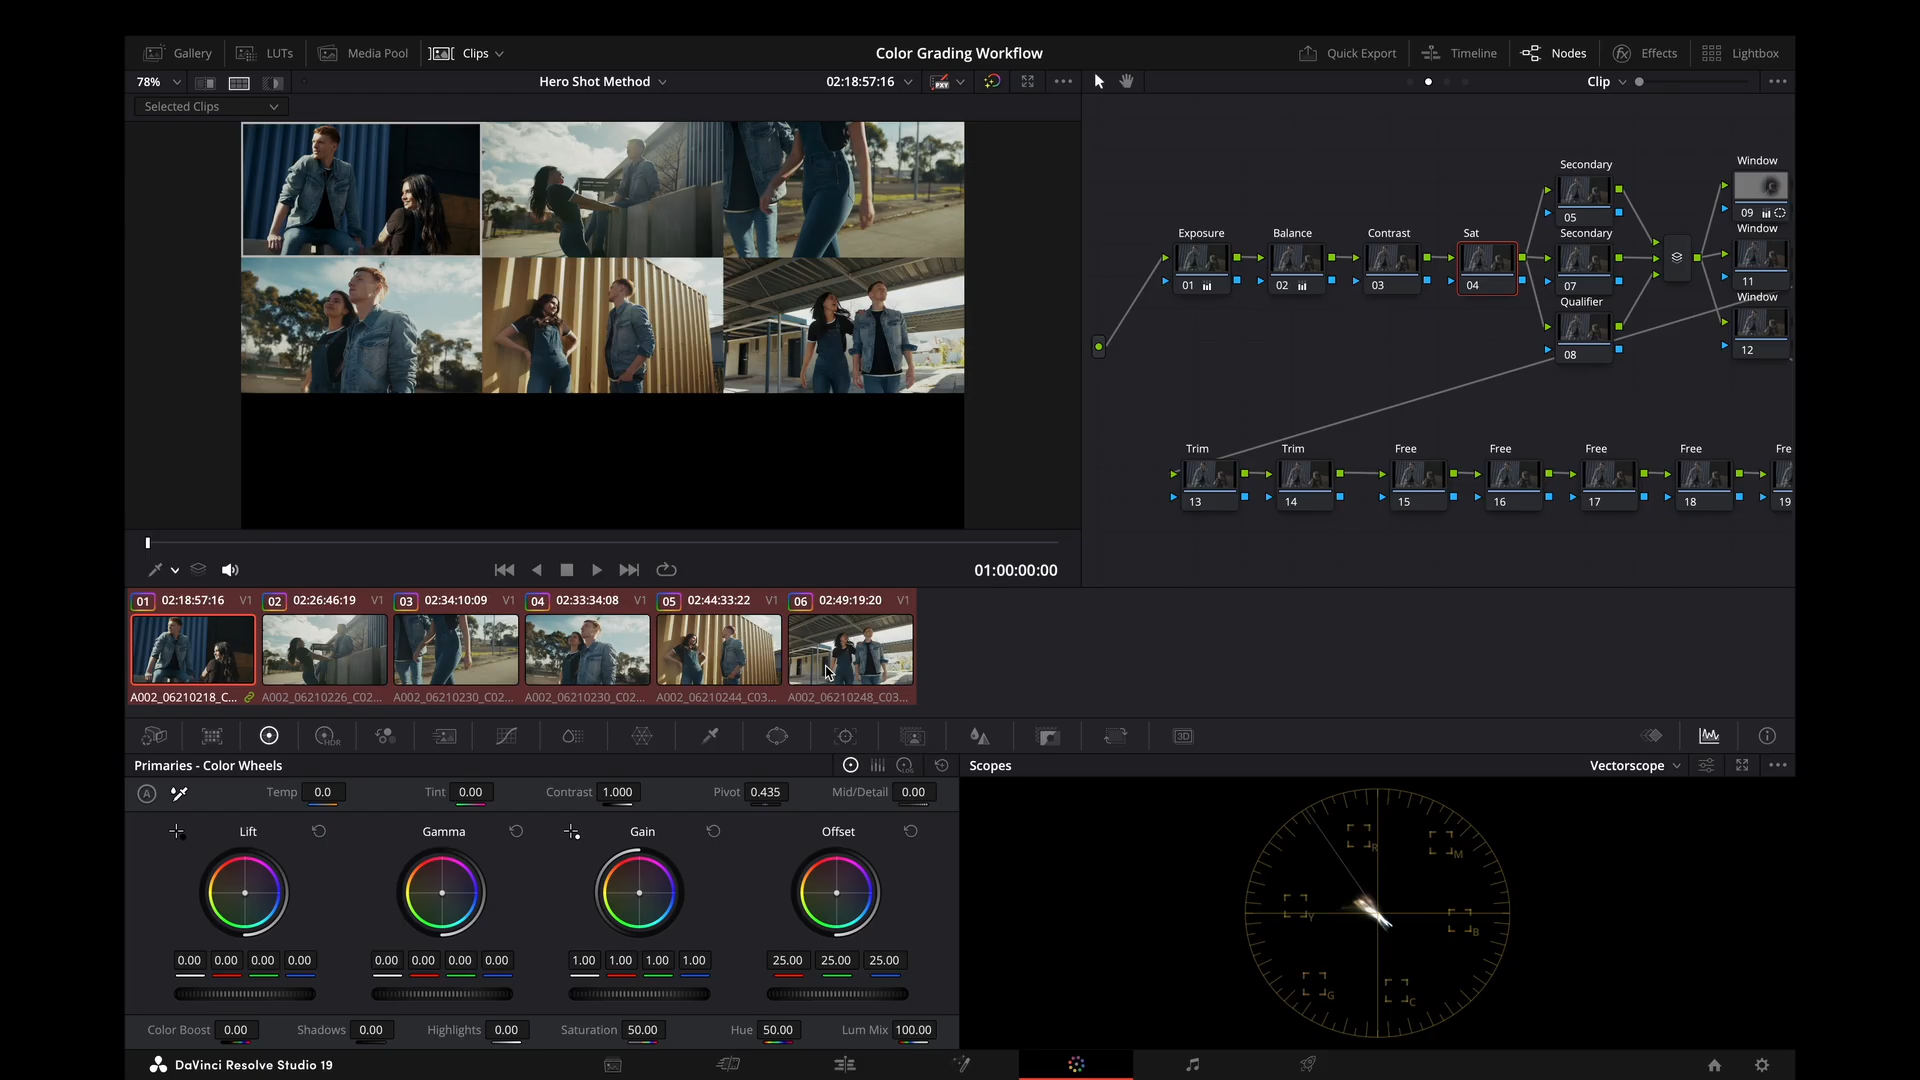 Gallery LUTs Media Pool Clips Color Grading Workflow Quick Export Timeline Nodes Effects Lightbox
78% Hero Shot Method 02:18:57:16 PXY Clip
Selected Clips
Secondary Window
05 09
Exposure Balance Contrast Sat Secondary Window
01 02 03 04 07 11
Qualifier Window
08 12
Trim Trim Free Free Free Free Fre
13 14 15 16 17 18 19
01:00:00:00
01 02:18:57:16 V1 02 02:26:46:19 V1 03 02:34:10:09 V1 04 02:33:34:08 V1 05 02:44:33:22 V1 06 02:49:19:20 V1
A002_06210218_C... A002_06210226_C02... A002_06210230_C02... A002_06210230_C02... A002_06210244_C03... A002_06210248_C03...
HDR 3D
Primaries - Color Wheels LOG Scopes Vectorscope
A Temp 0.0 Tint 0.00 Contrast 1.000 Pivot 0.435 Mid/Detail 0.00
Lift Gamma Gain Offset
R M
Y B
G C
0.00 0.00 0.00 0.00 0.00 0.00 0.00 0.00 1.00 1.00 1.00 1.00 25.00 25.00 25.00
Color Boost 0.00 Shadows 0.00 Highlights 0.00 Saturation 50.00 Hue 50.00 Lum Mix 100.00
DaVinci Resolve Studio 19